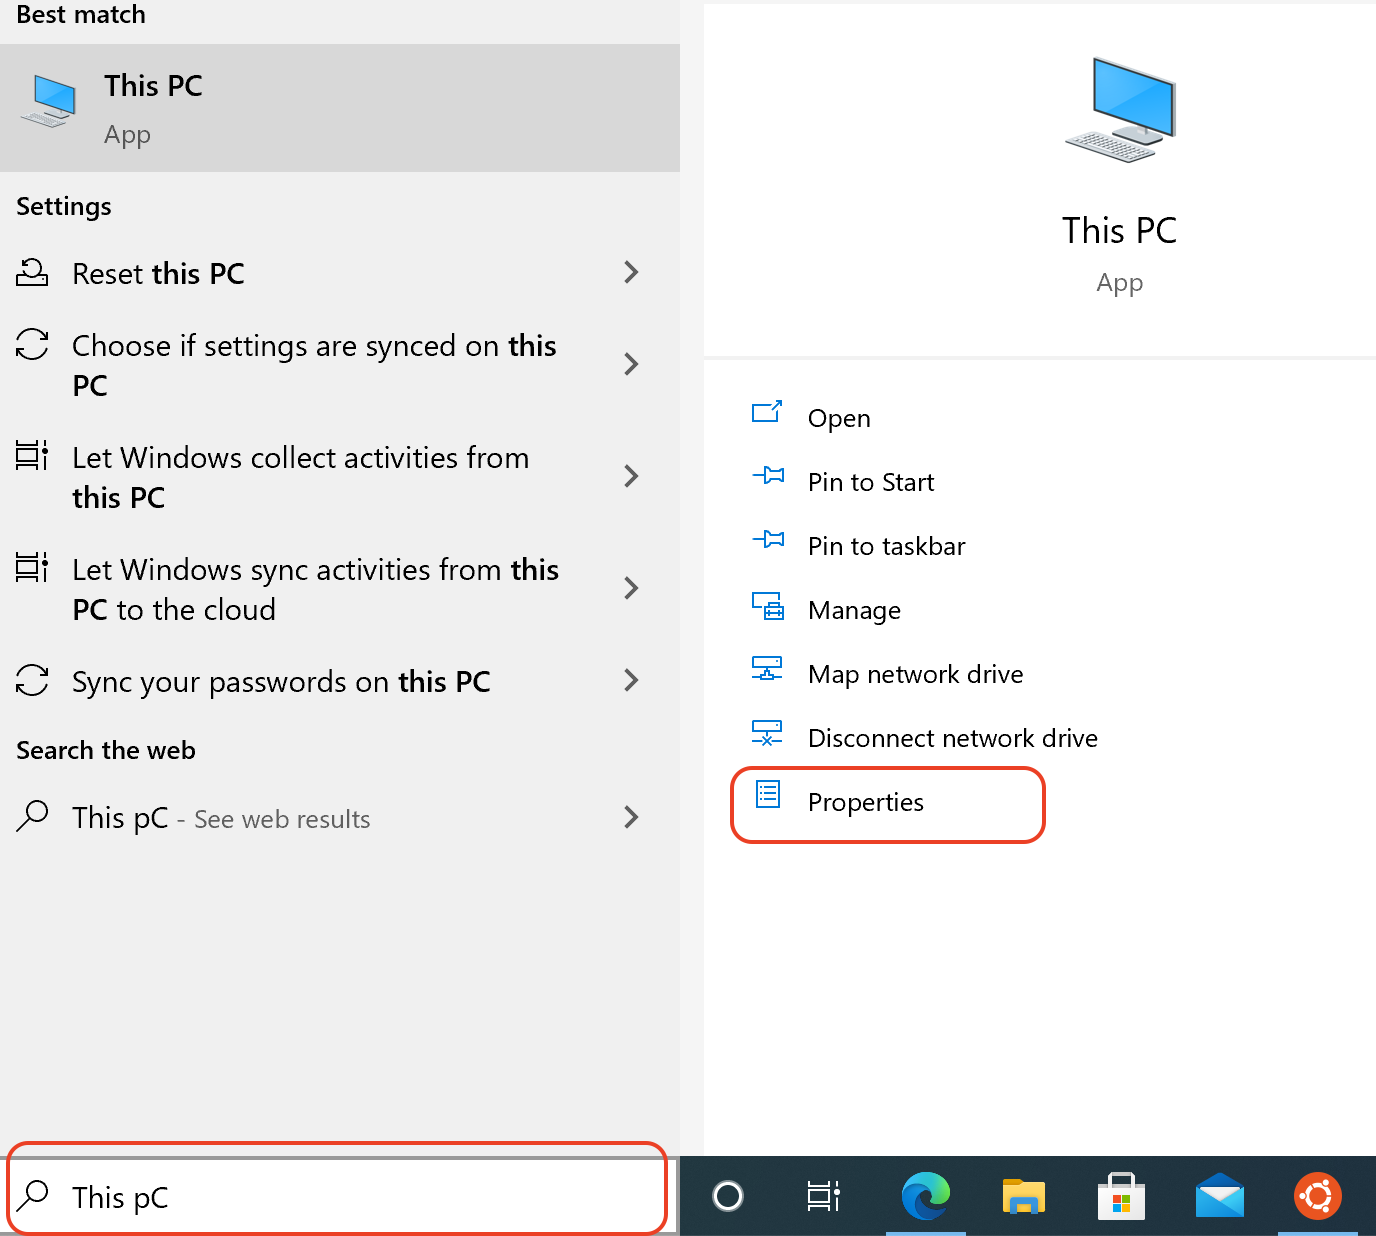 Best match
This PC
App
Settings
Reset this PC
Choose if settings are synced on this
PC
Let Windows collect activities from
this PC
Let Windows sync activities from this
PC to the cloud
Sync your passwords on this PC
Search the web
This pC - See web results
This pC
This PC
App
Open
Pin to Start
Pin to taskbar
Manage
Map network drive
Disconnect network drive
Properties